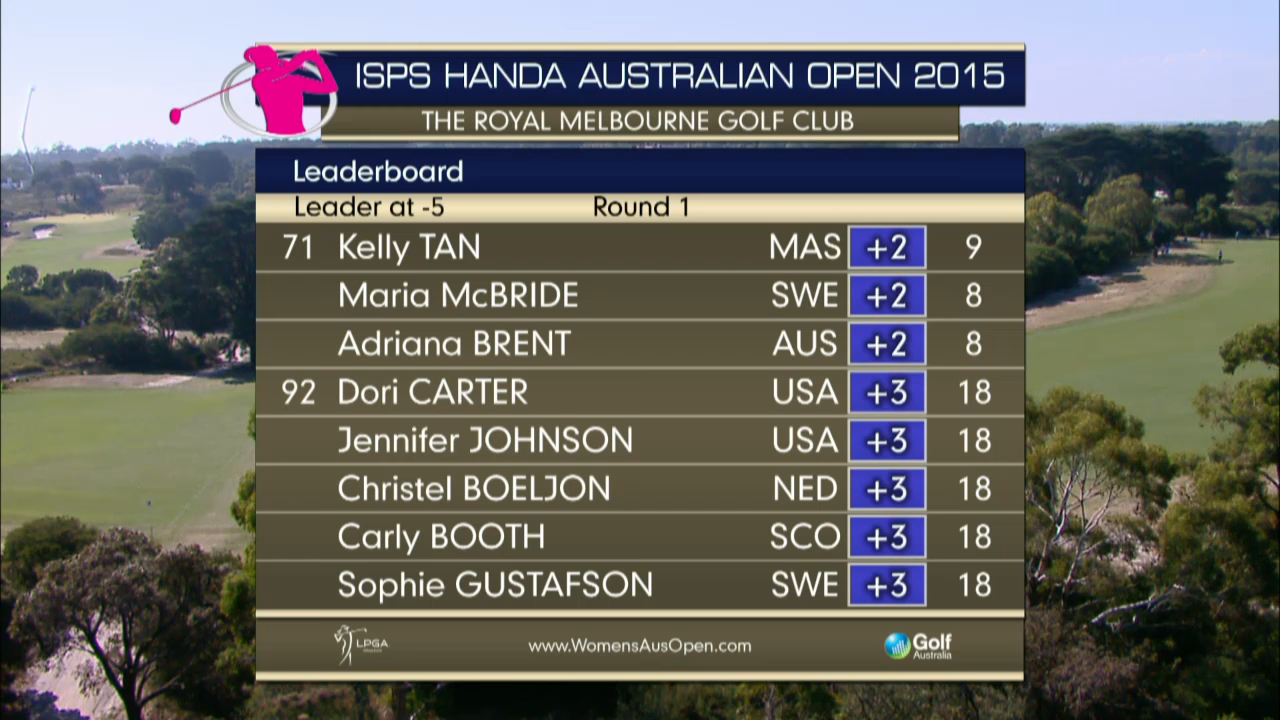 ISPS HANDA AUSTRALIAN OPEN 2015
THE ROYAL MELBOURNE GOLF CLUB
Leaderboard
Leader at -5 Round 1
71 Kelly TAN MAS +2 9
Maria McBRIDE SWE +2 8
Adriana BRENT AUS +2 8
92 Dori CARTER USA +3 18
Jennifer JOHNSON USA +3 18
Christel BOELJON NED +3 18
Carly BOOTH SCO +3 18
Sophie GUSTAFSON SWE +3 18
LPGA www.WomensAusOpen.com Golf
Australia